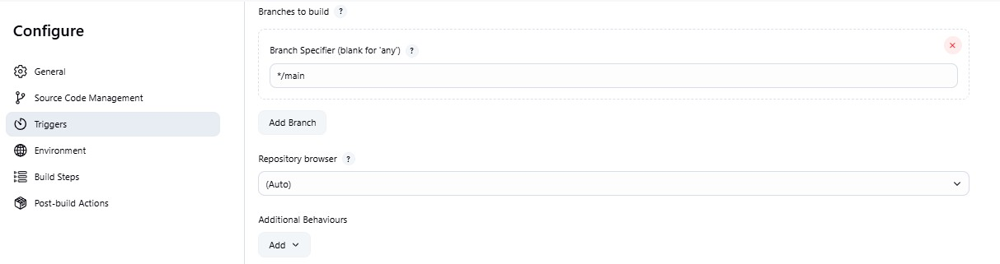 Configure
General
Source Code Management
Triggers
Environment
Build Steps
Post-build Actions
Branches to build ?
Branch Specifier (blank for 'any') ?
*/main
Add Branch
Repository browser ?
(Auto)
Additional Behaviours
Add